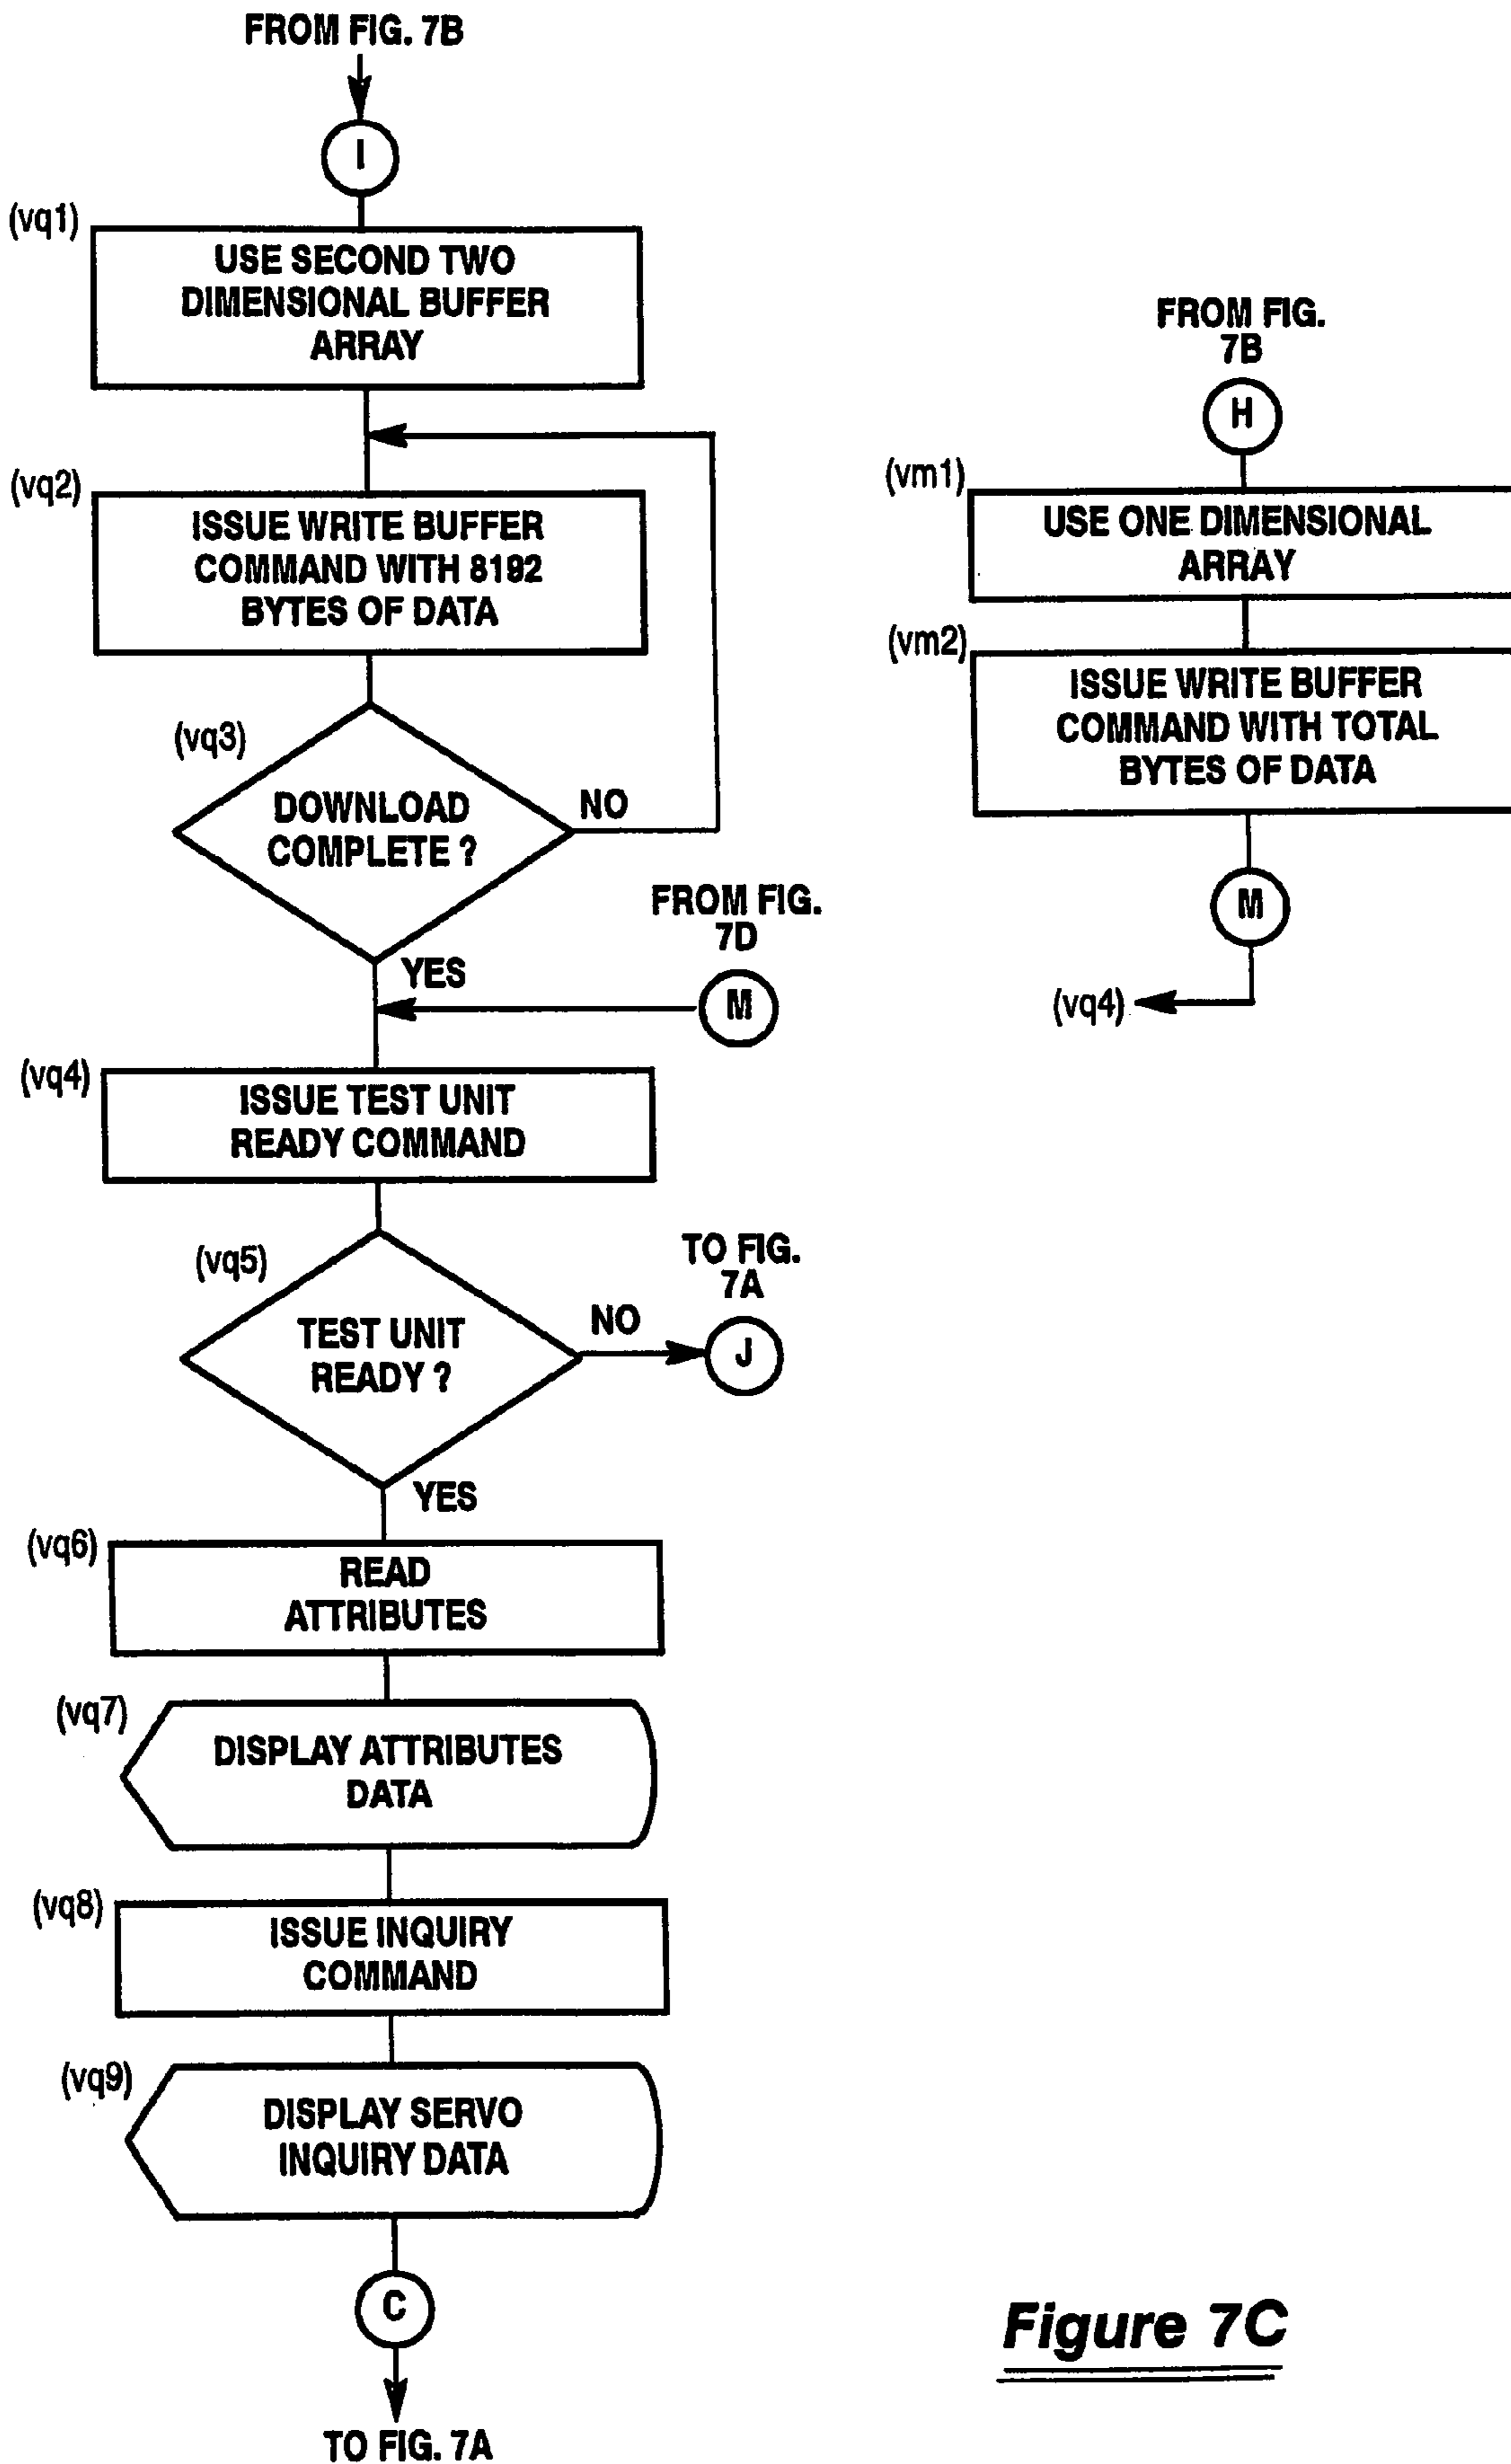 FROM FIG. 7B
I
(vq1)
USE SECOND TWO
DIMENSIONAL BUFFER
ARRAY
(vq2)
ISSUE WRITE BUFFER
COMMAND WITH 8192
BYTES OF DATA
(vq3)
DOWNLOAD
COMPLETE ?
NO
YES
FROM FIG.
7D
M
(vq4)
ISSUE TEST UNIT
READY COMMAND
(vq5)
TEST UNIT
READY ?
NO
TO FIG.
7A
J
YES
(vq6)
READ
ATTRIBUTES
(vq7)
DISPLAY ATTRIBUTES
DATA
(vq8)
ISSUE INQUIRY
COMMAND
(vq9)
DISPLAY SERVO
INQUIRY DATA
C
TO FIG. 7A
FROM FIG.
7B
H
(vm1)
USE ONE DIMENSIONAL
ARRAY
(vm2)
ISSUE WRITE BUFFER
COMMAND WITH TOTAL
BYTES OF DATA
M
(vq4)
Figure 7C